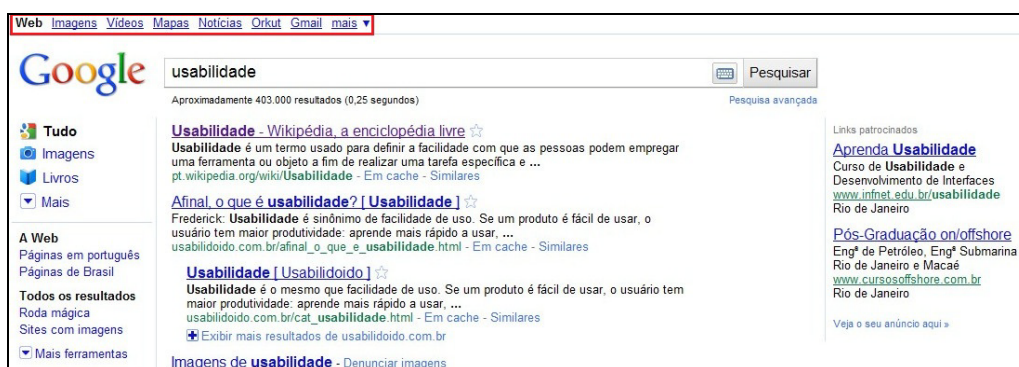 Web Imagens Vídeos Mapas Notícias Orkut Gmail mais ▼
Google
usabilidade
Pesquisar
Aproximadamente 403.000 resultados (0,25 segundos)
Pesquisa avançada
Tudo
Imagens
Livros
Mais
A Web
Páginas em português
Páginas de Brasil
Todos os resultados
Roda mágica
Sites com imagens
Mais ferramentas
Usabilidade - Wikipédia, a enciclopédia livre
Usabilidade é um termo usado para definir a facilidade com que as pessoas podem empregar
uma ferramenta ou objeto a fim de realizar uma tarefa específica e ...
pt.wikipedia.org/wiki/Usabilidade - Em cache - Similares
Afinal, o que é usabilidade? [ Usabilidade ]
Frederick: Usabilidade é sinônimo de facilidade de uso. Se um produto é fácil de usar, o
usuário tem maior produtividade: aprende mais rápido a usar, ...
usabilidoido.com.br/afinal_o_que_e_usabilidade.html - Em cache - Similares
Usabilidade [ Usabilidoido ]
Usabilidade é o mesmo que facilidade de uso. Se um produto é fácil de usar, o usuário tem
maior produtividade: aprende mais rápido a usar, ...
usabilidoido.com.br/cat_usabilidade.html - Em cache - Similares
Exibir mais resultados de usabilidoido.com.br
Imagens de usabilidade - Denunciar imagens
Links patrocinados
Aprenda Usabilidade
Curso de Usabilidade e
Desenvolvimento de Interfaces
www.infnet.edu.br/usabilidade
Rio de Janeiro
Pós-Graduação on/offshore
Engª de Petróleo, Engª Submarina
Rio de Janeiro e Macaé
www.cursosoffshore.com.br
Rio de Janeiro
Veja o seu anúncio aqui »